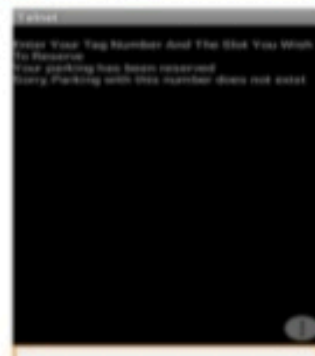 Telnet
Enter Your Tag Number And The Slot You Wish
To Reserve
Your parking has been reserved
Sorry Parking with this number does not exist